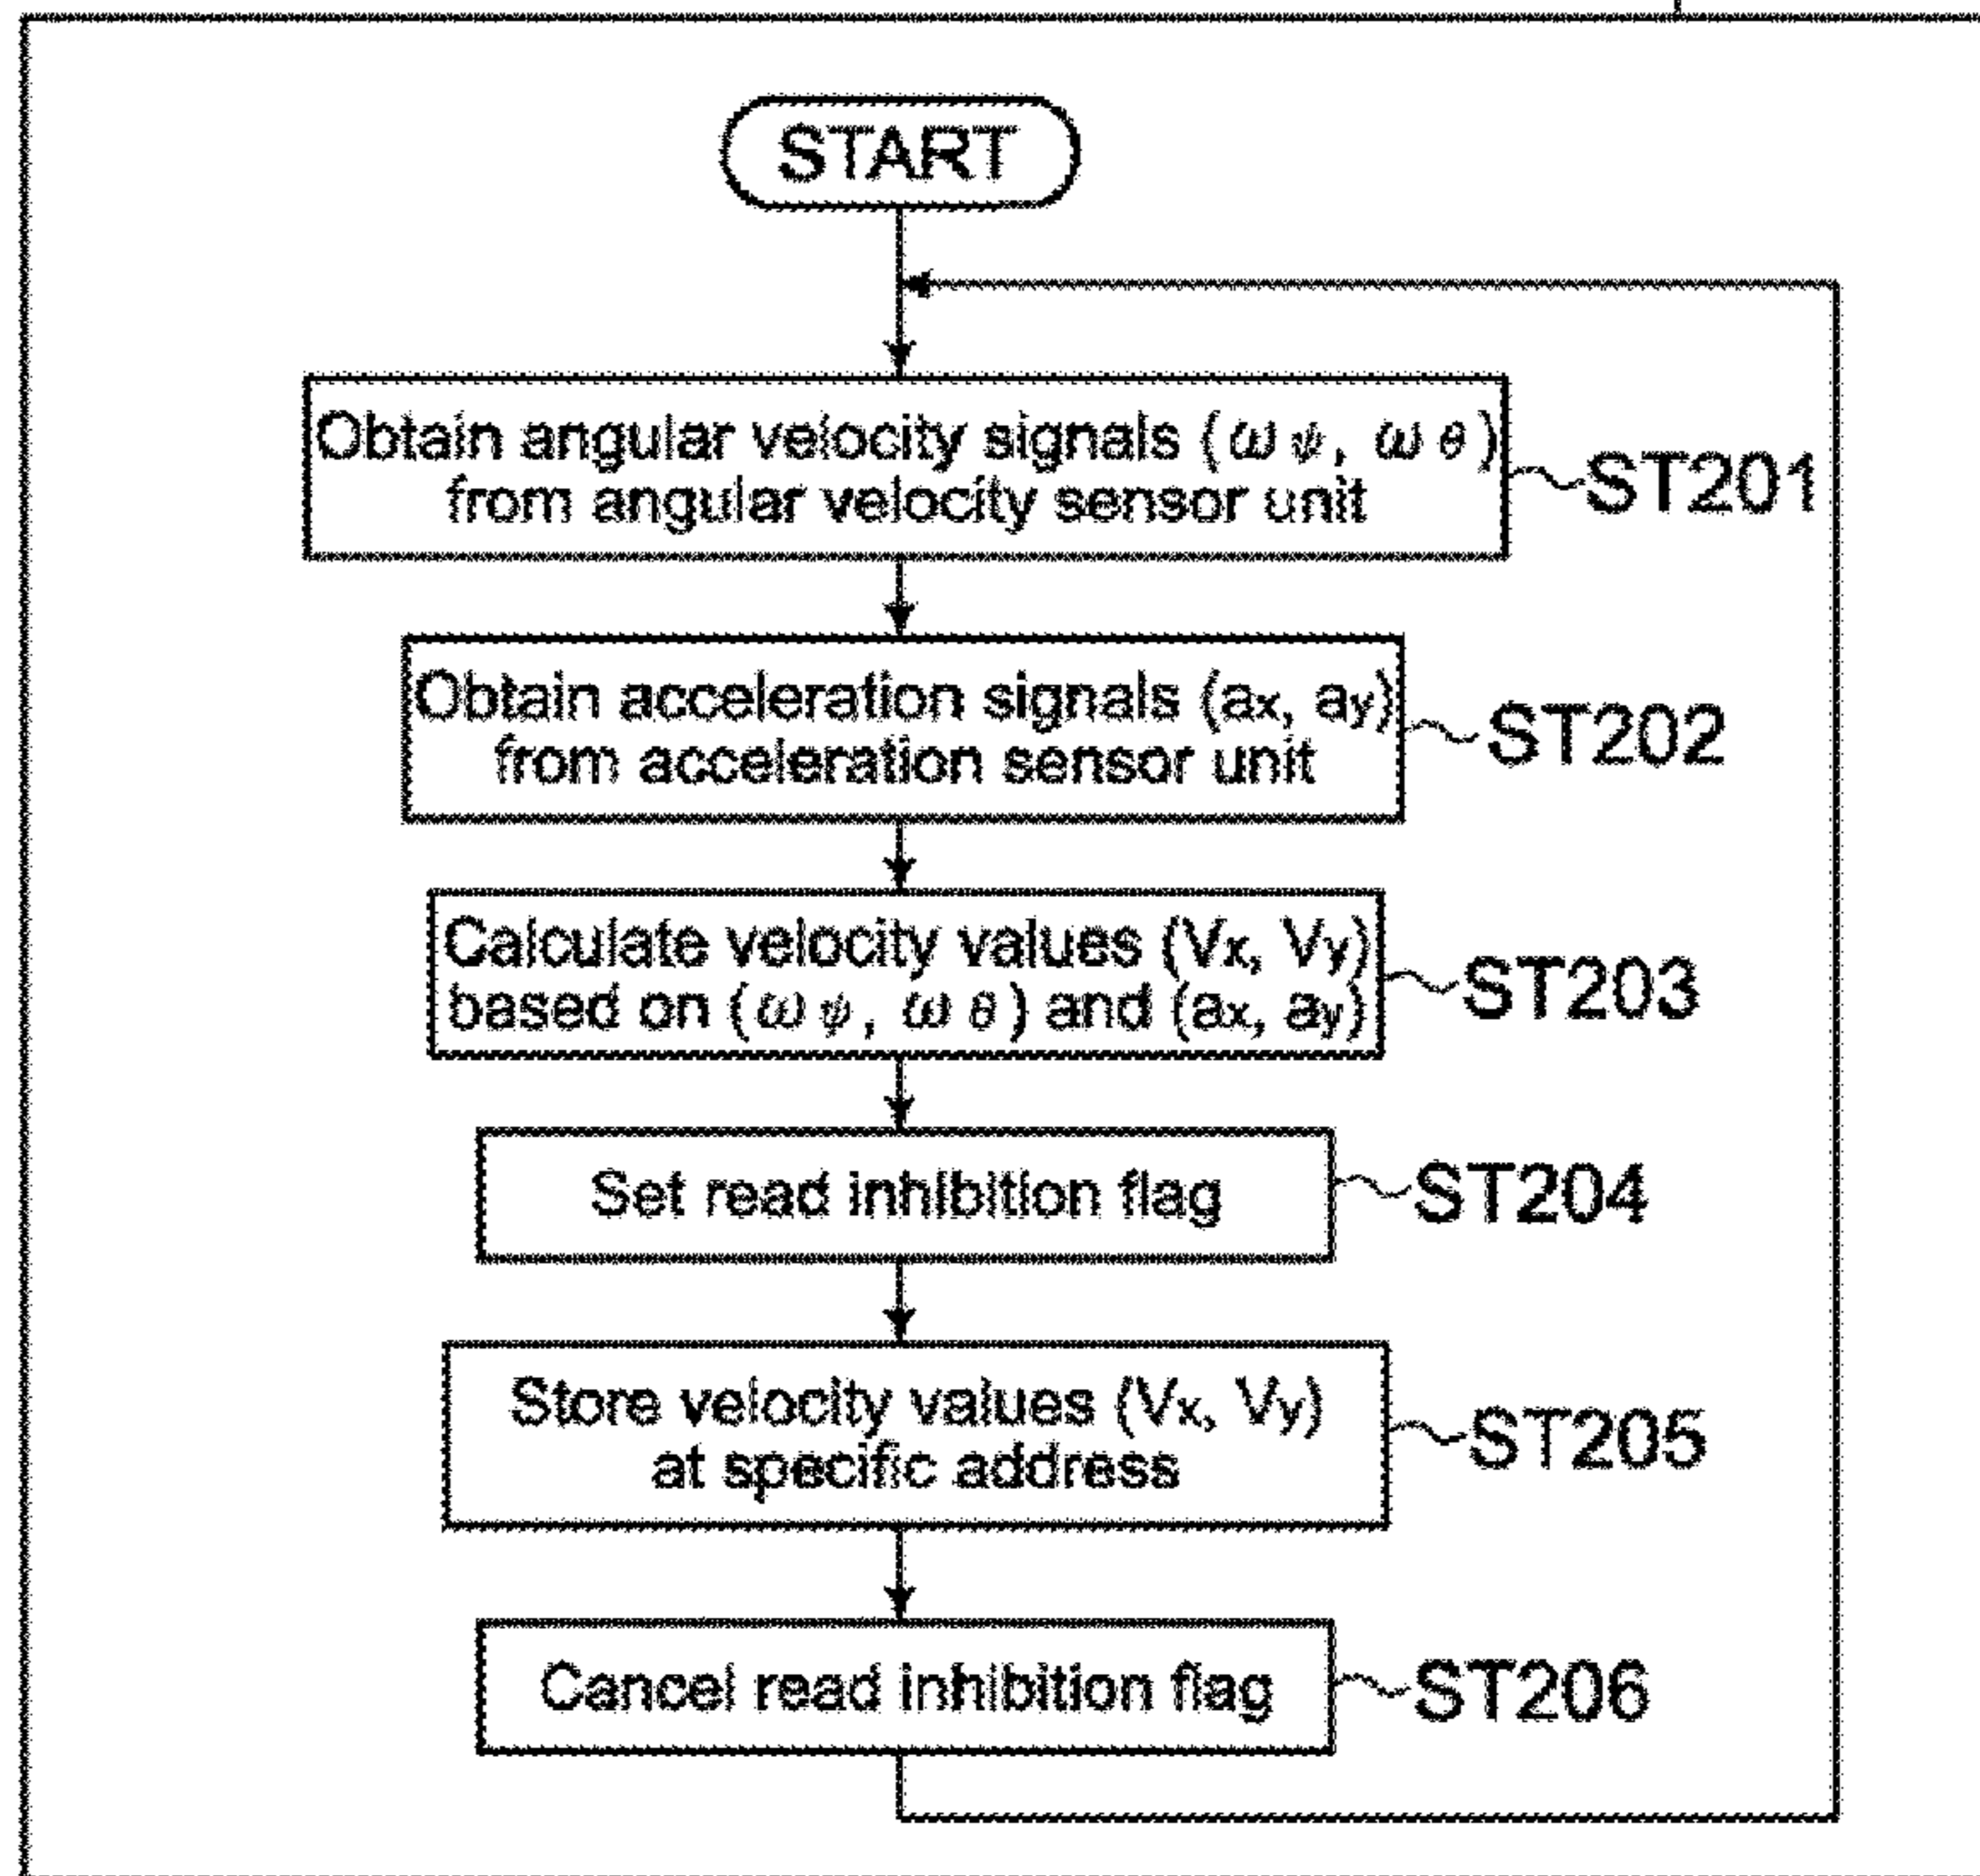 START
Obtain angular velocity signals (ωψ, ωθ)
from angular velocity sensor unit
ST201
Obtain acceleration signals (ax, ay)
from acceleration sensor unit
ST202
Calculate velocity values (Vx, Vy)
based on (ωψ, ωθ) and (ax, ay)
ST203
Set read inhibition flag
ST204
Store velocity values (Vx, Vy)
at specific address
ST205
Cancel read inhibition flag
ST206